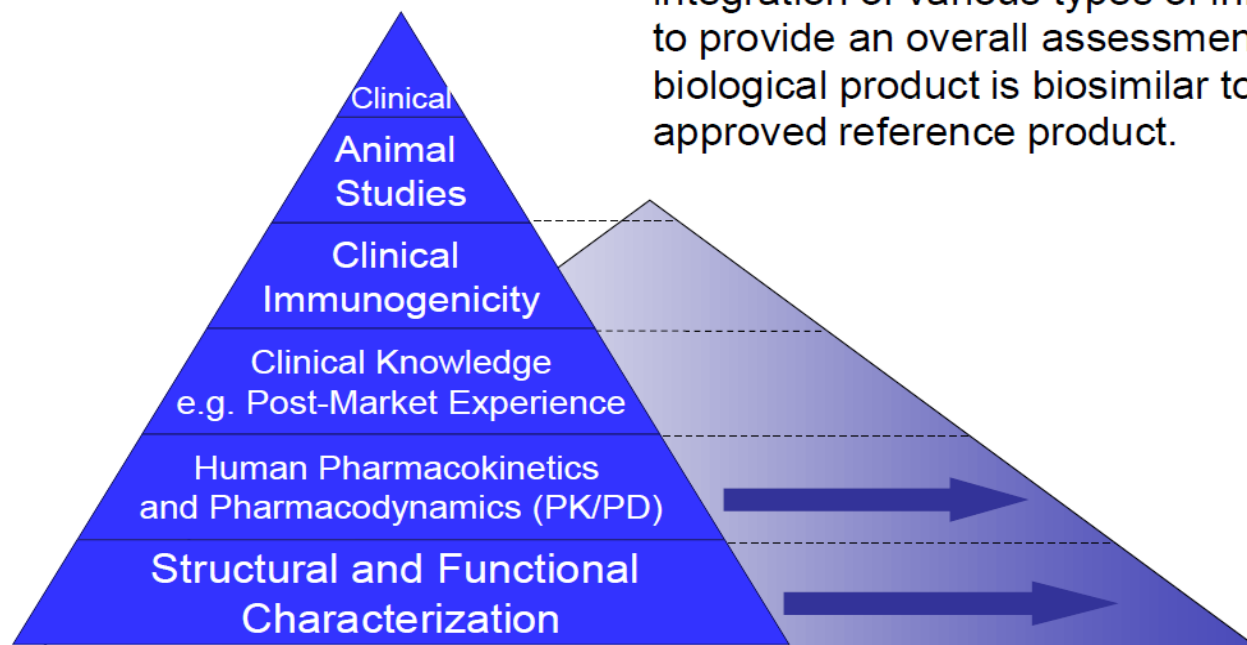 to provide an overall assessmen
biological product is biosimilar to
approved reference product.
Clinical
Animal
Studies
Clinical
Immunogenicity
Clinical Knowledge
e.g. Post-Market Experience
Human Pharmacokinetics
and Pharmacodynamics (PK/PD)
Structural and Functional
Characterization